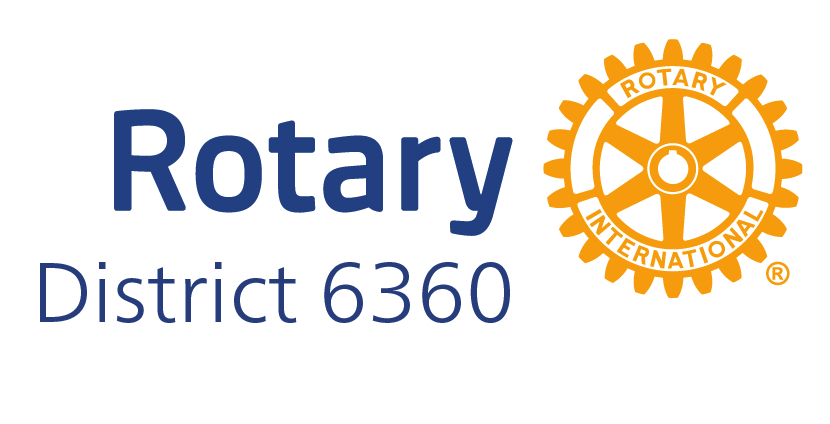 Rotary
District 6360
ROTARY
INTERNATIONAL
®